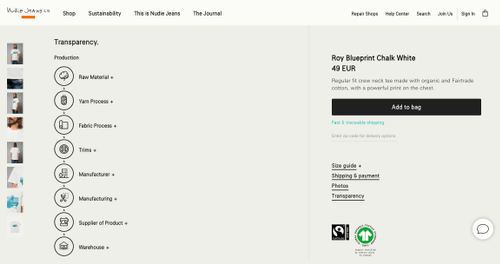 Nudie Jeans co
Shop
Sustainability
This is Nudie Jeans
The Journal
Repair Shops
Help Center
Search
Join Us
Sign In
Transparency.
Production
Raw Material +
Yarn Process +
Fabric Process +
Trims +
Manufacturer +
Manufacturing +
Supplier of Product +
Warehouse +
Roy Blueprint Chalk White
49 EUR
Regular fit crew neck tee made with organic and Fairtrade
cotton, with a powerful print on the chest.
Add to bag
Fast & traceable shipping
Enter zip code for delivery options
Size guide +
Shipping & payment
Photos
Transparency